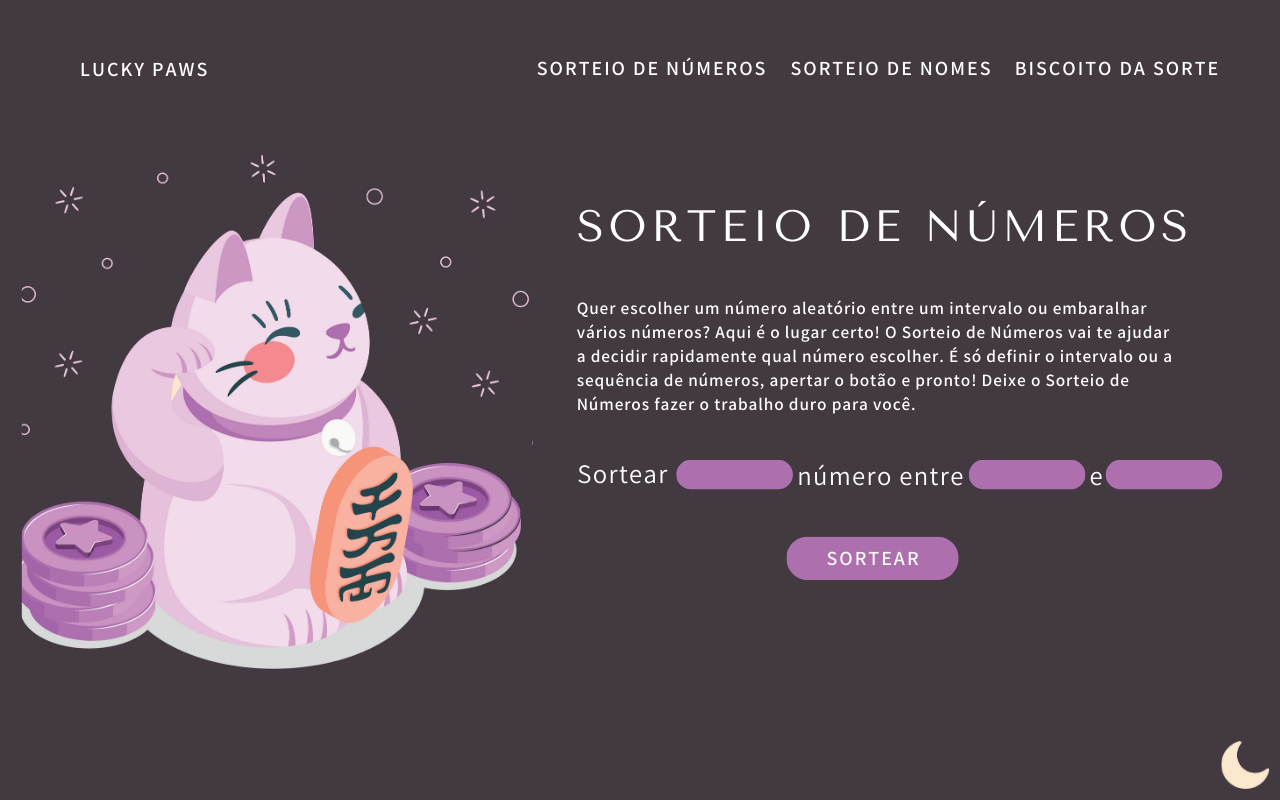 LUCKY PAWS
SORTEIO DE NÚMEROS
SORTEIO DE NOMES
BISCOITO DA SORTE
SORTEIO DE NÚMEROS
Quer escolher um número aleatório entre um intervalo ou embaralhar
vários números? Aqui é o lugar certo! O Sorteio de Números vai te ajudar
a decidir rapidamente qual número escolher. É só definir o intervalo ou a
sequência de números, apertar o botão e pronto! Deixe o Sorteio de
Números fazer o trabalho duro para você.
Sortear número entre e
SORTEAR